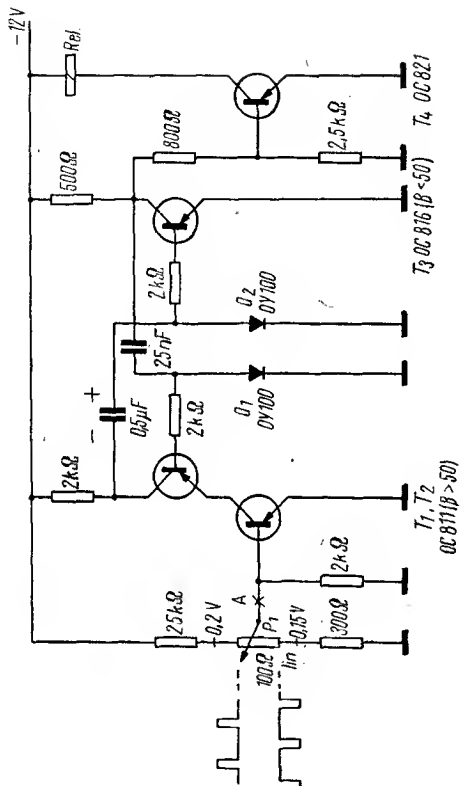 −12V
2kΩ
500Ω
Rel.
− +
0,5µF
25nF
800Ω
25kΩ
2kΩ
2kΩ
−0,2V
A
P1
100Ω
lin
−0,15V
300Ω
2kΩ
D1
OY100
D2
OY100
2,5kΩ
T1, T2
OC811(B>50)
T3 OC816(B<50)
T4 OC821